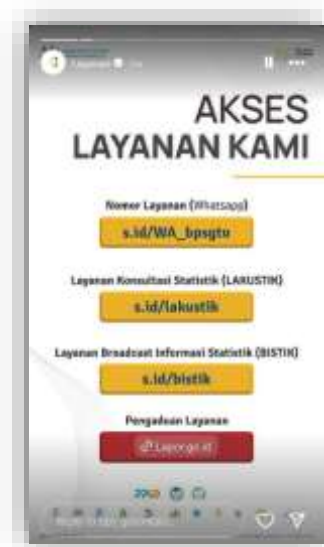 Layanan
AKSES
LAYANAN KAMI
Nomor Layanan (Whatsapp)
s.id/WA_bpsgto
Layanan Konsultasi Statistik (LAKUSTIK)
s.id/lakustik
Layanan Broadcast Informasi Statistik (BISTIK)
s.id/bistik
Pengaduan Layanan